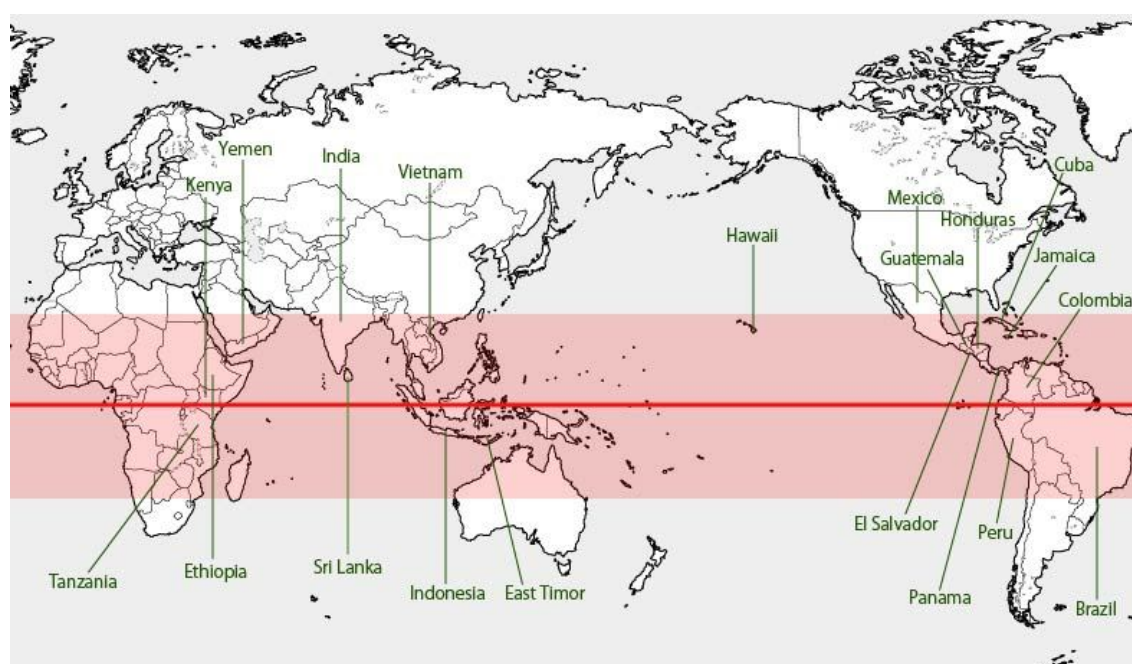 Yemen
India
Vietnam
Kenya
Cuba
Mexico
Honduras
Hawaii
Guatemala
Jamaica
Colombia
El Salvador
Peru
Tanzania
Ethiopia
Sri Lanka
Indonesia
East Timor
Panama
Brazil